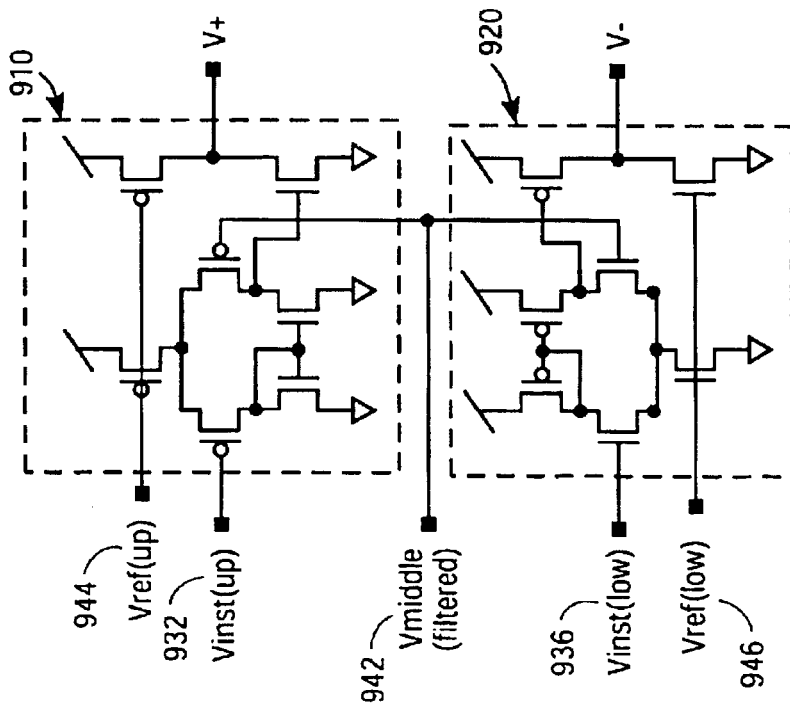 910
V+
944
Vref(up)
932
Vinst(up)
942
Vmiddle
(filtered)
920
V-
936
Vinst(low)
Vref(low)
946